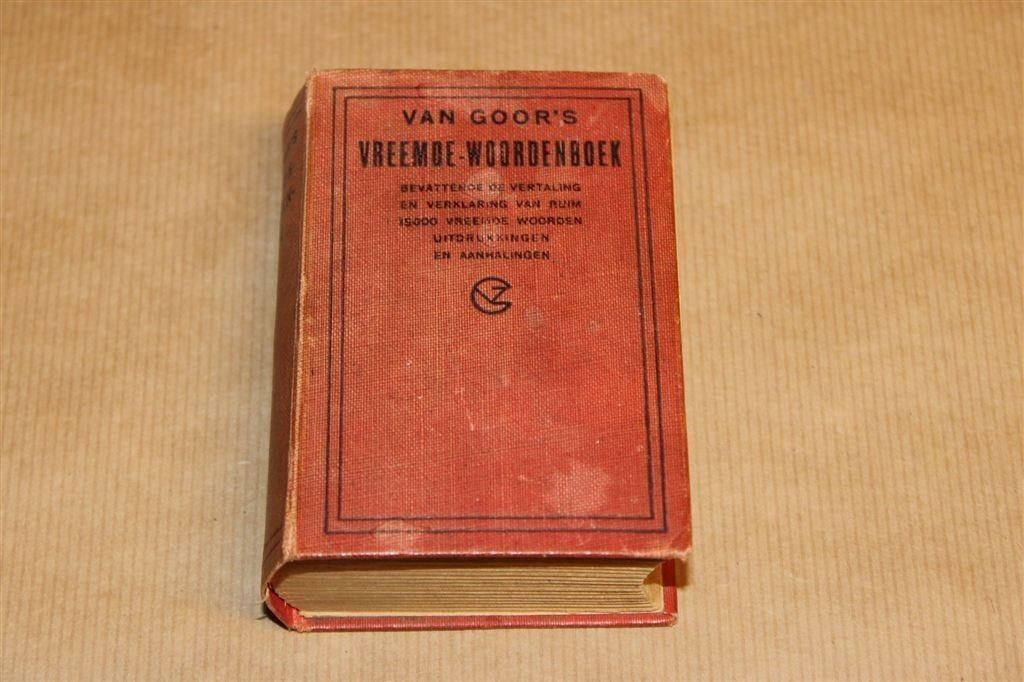 VAN GOOR'S
VREEMDE-WOORDENBOEK
BEVATTENDE DE VERTALING
EN VERKLARING VAN RUIM
15000 VREEMDE WOORDEN
UITDRUKKINGEN
EN AANHALINGEN